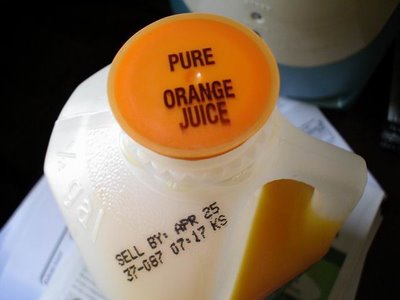 PURE
ORANGE
JUICE
SELL BY: APR 25
37-087 07:17 KS